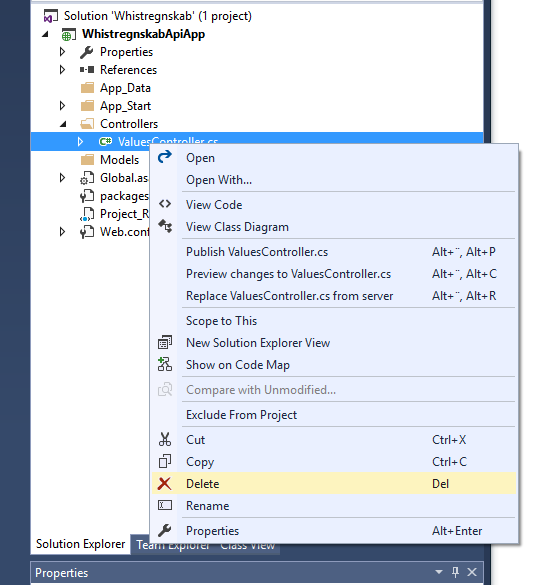 Solution 'Whistregnskab' (1 project)
WhistregnskabApiApp
Properties
References
App_Data
App_Start
Controllers
ValuesController.cs
Models
Global.as
packages
Project_R
Web.conf
Open
Open With...
View Code
View Class Diagram
Publish ValuesController.cs Alt+¨, Alt+P
Preview changes to ValuesController.cs Alt+¨, Alt+C
Replace ValuesController.cs from server Alt+¨, Alt+R
Scope to This
New Solution Explorer View
Show on Code Map
Compare with Unmodified...
Exclude From Project
Cut Ctrl+X
Copy Ctrl+C
Delete Del
Rename
Properties Alt+Enter
Solution Explorer Team Explorer Class View
Properties